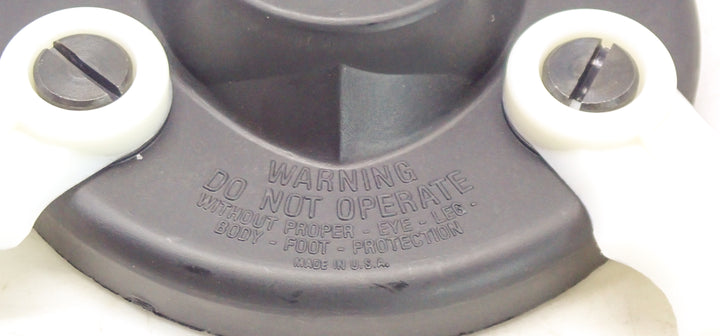 WARNING
DO NOT OPERATE
WITHOUT PROPER - EYE - LEG -
BODY - FOOT - PROTECTION
MADE IN U.S.A.